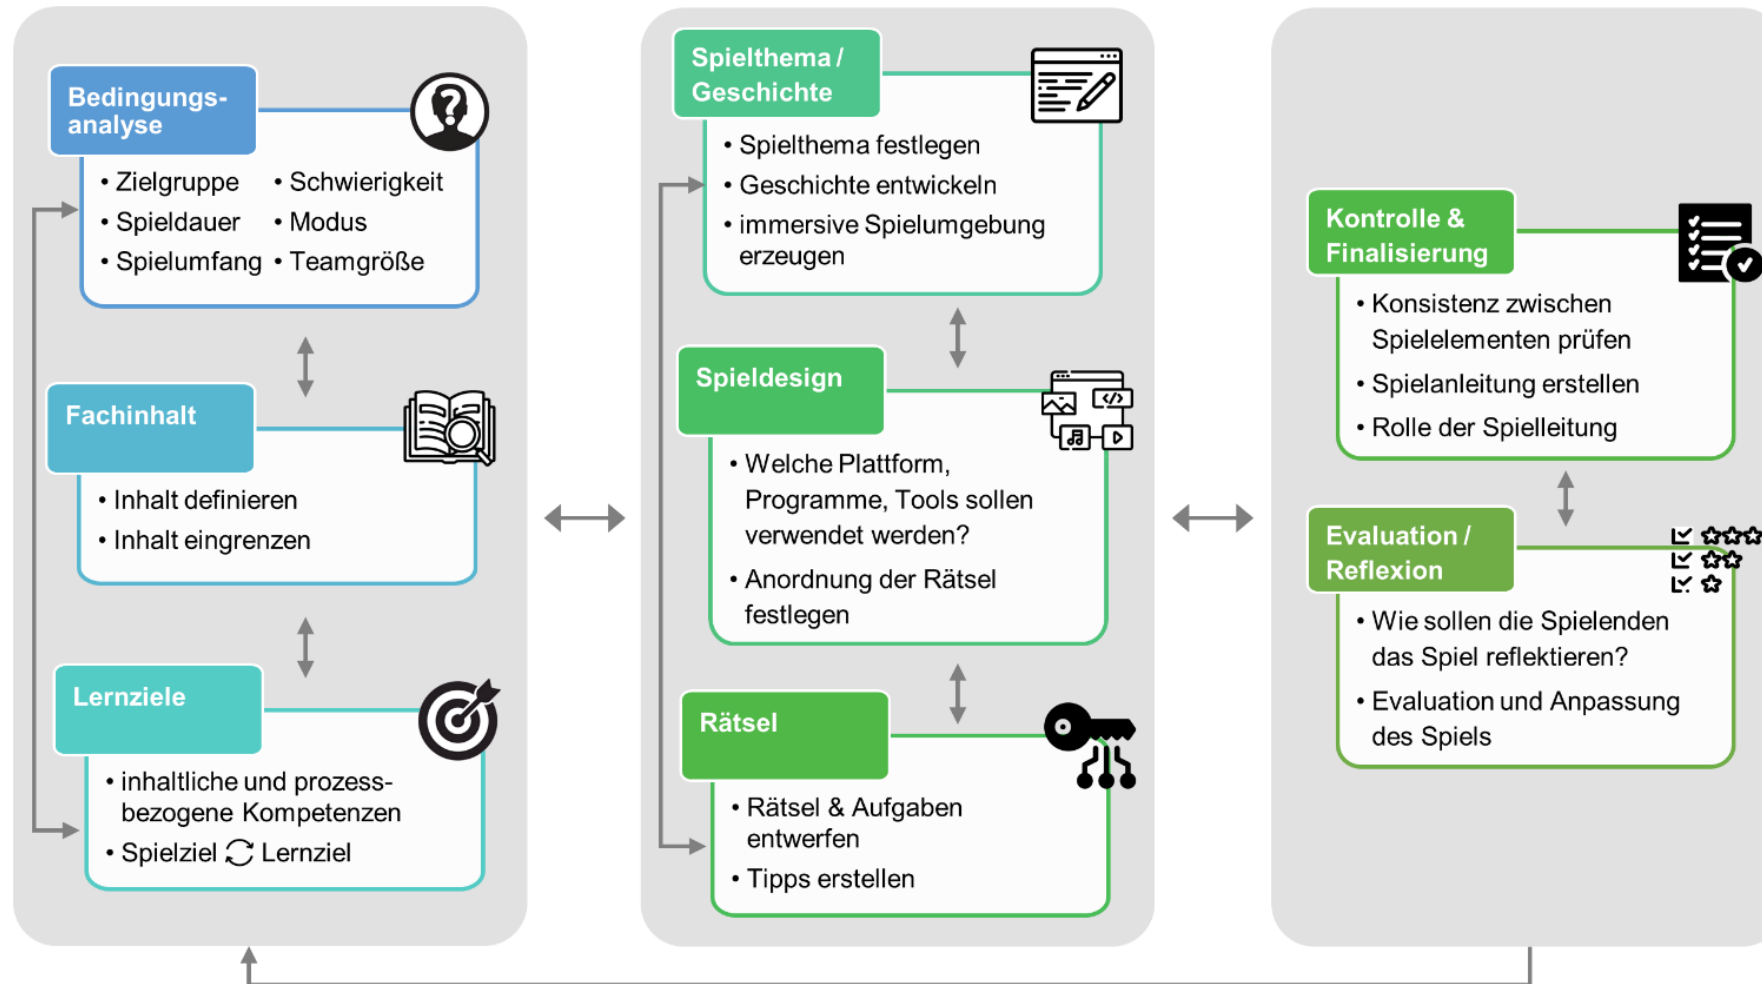 Bedingungs-
analyse
• Zielgruppe
• Spieldauer
• Spielumfang
• Schwierigkeit
• Modus
• Teamgröße
Fachinhalt
• Inhalt definieren
• Inhalt eingrenzen
Lernziele
• inhaltliche und prozess-
bezogene Kompetenzen
• Spielziel Lernziel
Spielthema /
Geschichte
• Spielthema festlegen
• Geschichte entwickeln
• immersive Spielumgebung
erzeugen
Spieldesign
• Welche Plattform,
Programme, Tools sollen
verwendet werden?
• Anordnung der Rätsel
festlegen
Rätsel
• Rätsel & Aufgaben
entwerfen
• Tipps erstellen
Kontrolle &
Finalisierung
• Konsistenz zwischen
Spielelementen prüfen
• Spielanleitung erstellen
• Rolle der Spielleitung
Evaluation /
Reflexion
• Wie sollen die Spielenden
das Spiel reflektieren?
• Evaluation und Anpassung
des Spiels